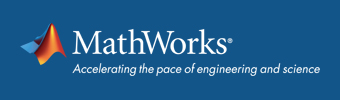 MathWorks®
Accelerating the pace of engineering and science